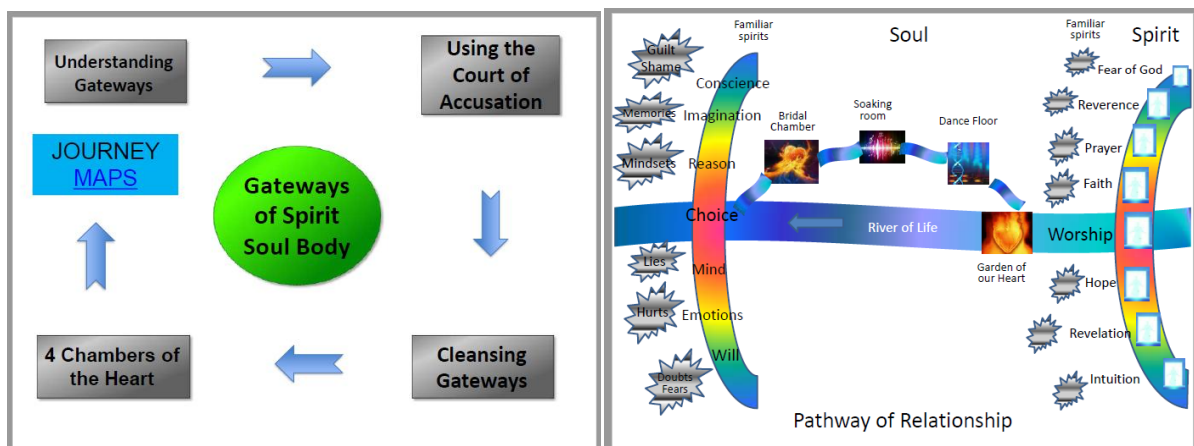 Understanding
Gateways
Using the
Court of
Accusation
JOURNEY
MAPS
Gateways
of Spirit
Soul Body
4 Chambers of
the Heart
Cleansing
Gateways
Familiar
spirits
Soul
Familiar
spirits
Spirit
Guilt
Shame
Conscience
Memories
Imagination
Mindsets
Reason
Choice
Lies
Mind
Hurts
Emotions
Will
Doubts
Fears
Bridal
Chamber
Soaking
room
Dance Floor
River of Life
Garden of
our Heart
Fear of God
Reverence
Prayer
Faith
Worship
Hope
Revelation
Intuition
Pathway of Relationship